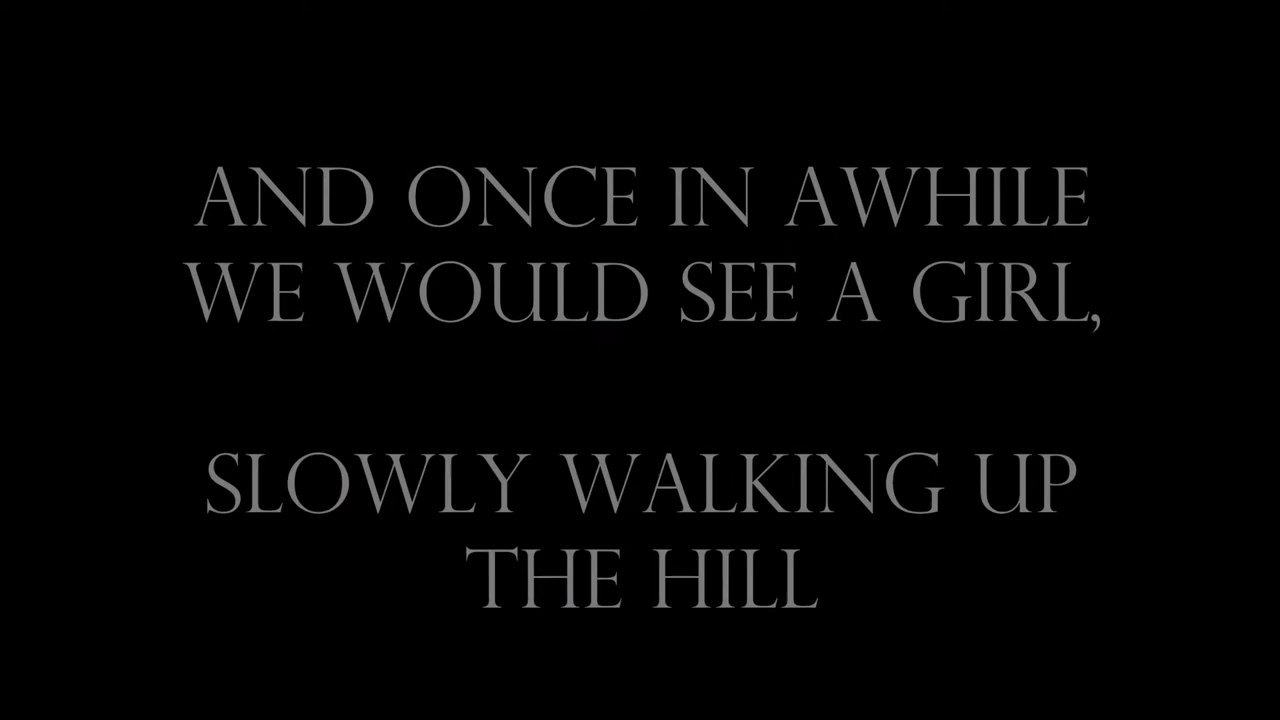 AND ONCE IN AWHILE
WE WOULD SEE A GIRL,
SLOWLY WALKING UP
THE HILL